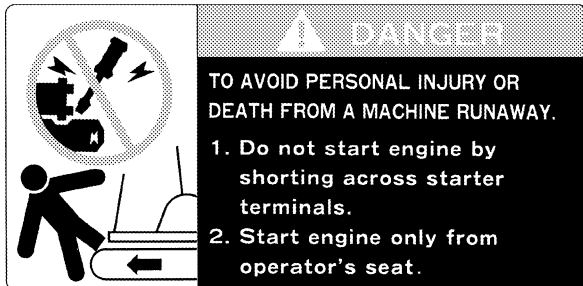 DANGER
TO AVOID PERSONAL INJURY OR
DEATH FROM A MACHINE RUNAWAY.
1. Do not start engine by
shorting across starter
terminals.
2. Start engine only from
operator's seat.